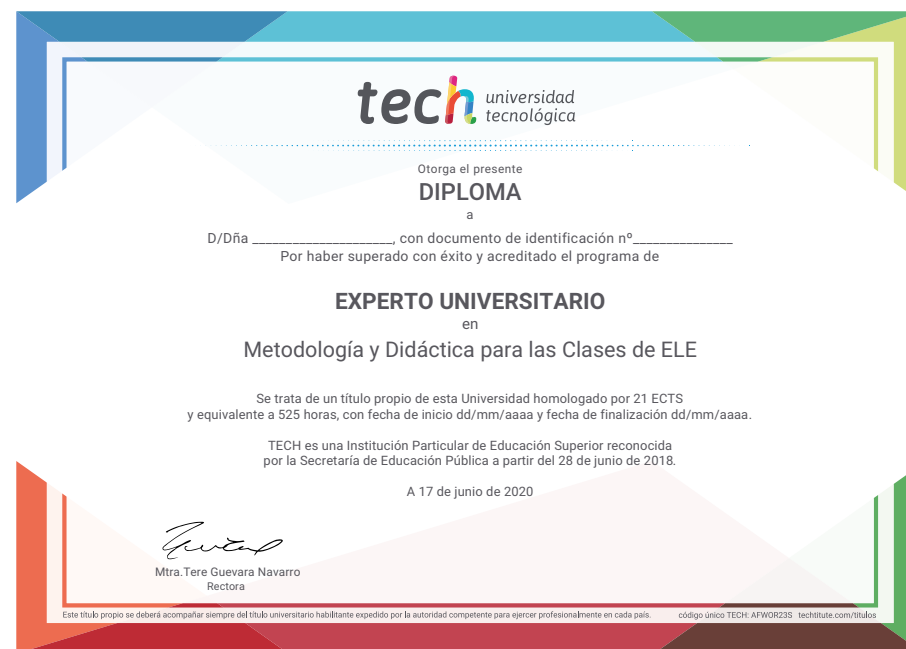 tech universidad
tecnológica
Otorga el presente
DIPLOMA
a
D/Dña _____________________, con documento de identificación nº_______________
Por haber superado con éxito y acreditado el programa de
EXPERTO UNIVERSITARIO
en
Metodología y Didáctica para las Clases de ELE
Se trata de un título propio de esta Universidad homologado por 21 ECTS
y equivalente a 525 horas, con fecha de inicio dd/mm/aaaa y fecha de finalización dd/mm/aaaa.
TECH es una Institución Particular de Educación Superior reconocida
por la Secretaría de Educación Pública a partir del 28 de junio de 2018.
A 17 de junio de 2020
Mtra.Tere Guevara Navarro
Rectora
Este título propio se deberá acompañar siempre del título universitario habilitante expedido por la autoridad competente para ejercer profesionalmente en cada país. código único TECH: AFWOR23S techtitute.com/titulos